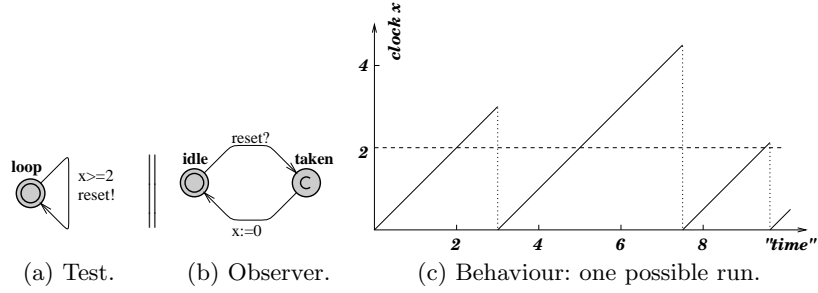 loop
x>=2
reset!
idle
reset?
taken
C
x:=0
clock x
4
2
2
4
6
8
"time"
(a) Test.
(b) Observer.
(c) Behaviour: one possible run.